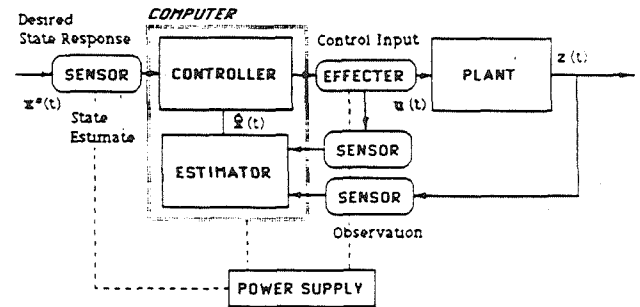 COMPUTER
Desired
State Response
Control Input
z (t)
SENSOR
CONTROLLER
EFFECTER
PLANT
x*(t)
u (t)
State
Estimate
x̂ (t)
SENSOR
ESTIMATOR
SENSOR
Observation
POWER SUPPLY